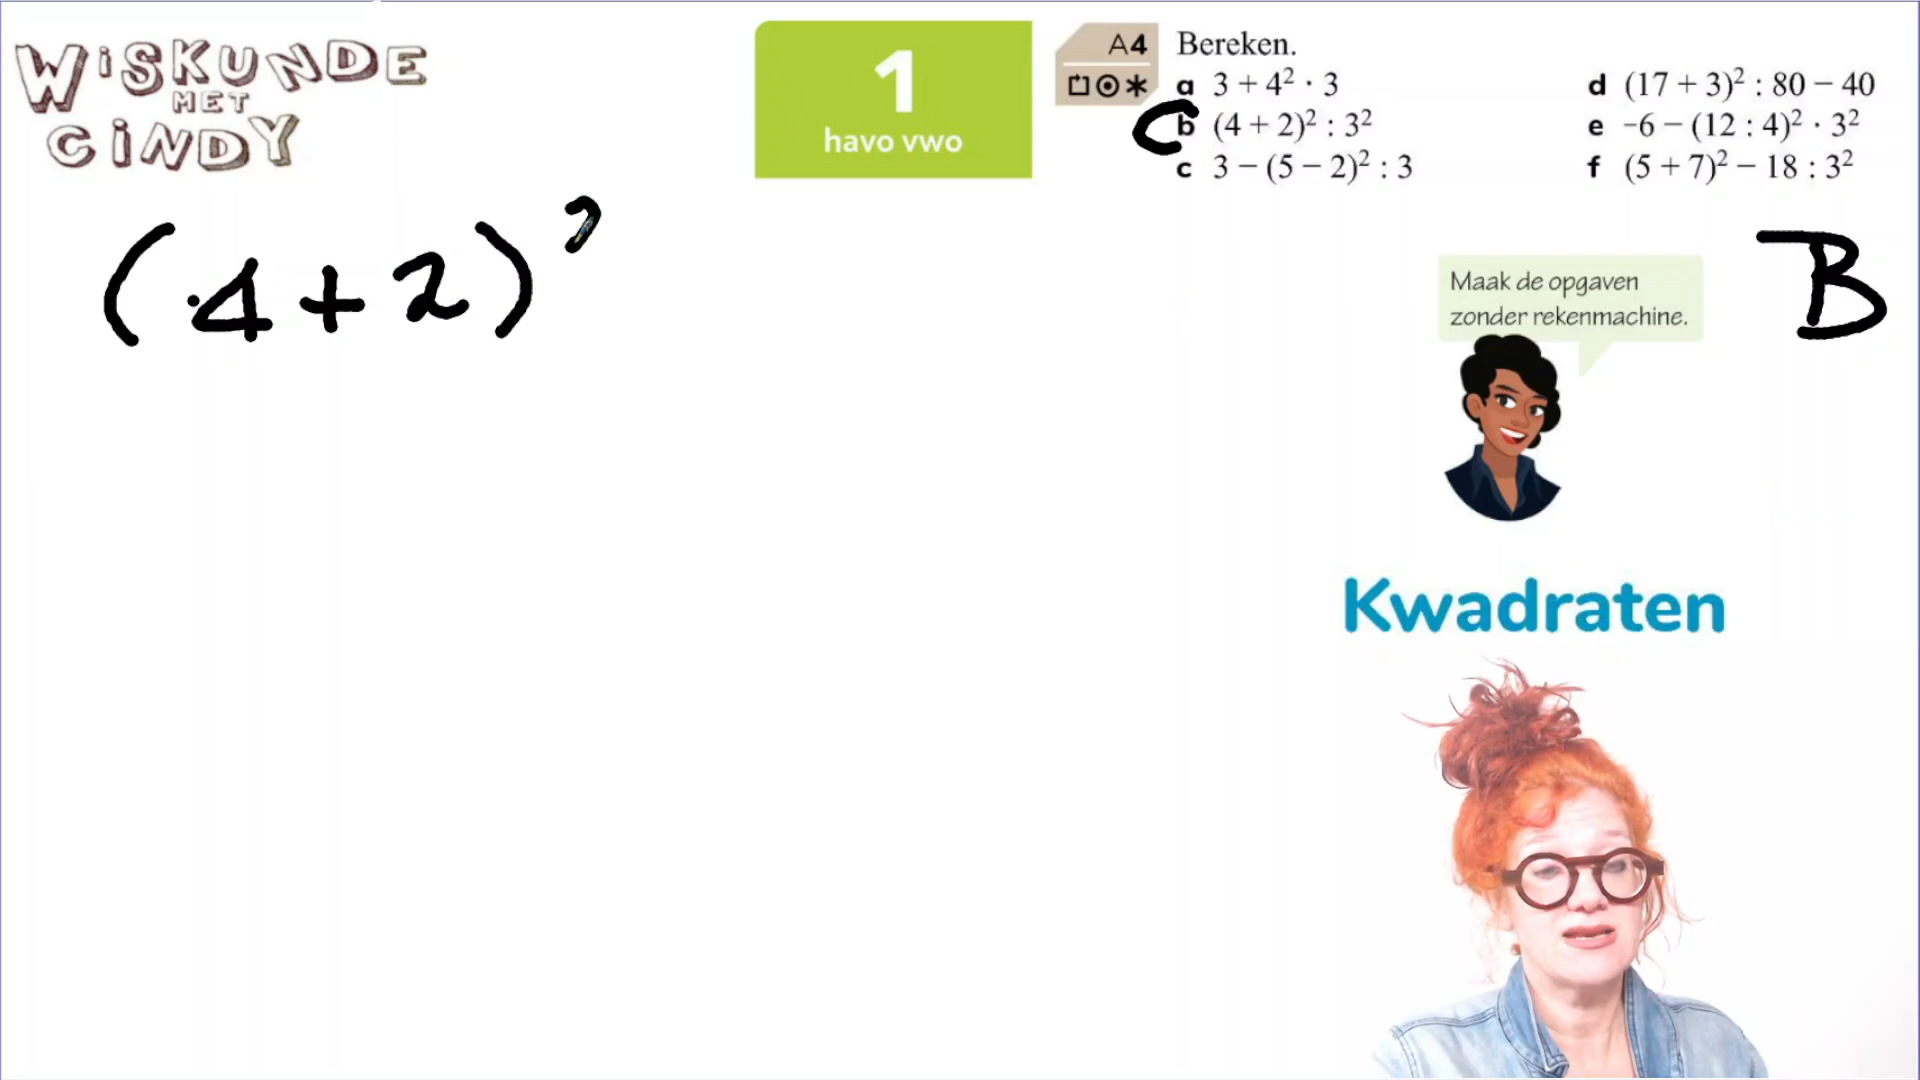 WiSKUNDE
MET
CiNDY
1
havo vwo
A4
Bereken.
a 3 + 4² · 3
b (4 + 2)² : 3²
c 3 – (5 – 2)² : 3
d (17 + 3)² : 80 – 40
e -6 – (12 : 4)² · 3²
f (5 + 7)² – 18 : 3²
(4+2)²
B
Maak de opgaven
zonder rekenmachine.
Kwadraten